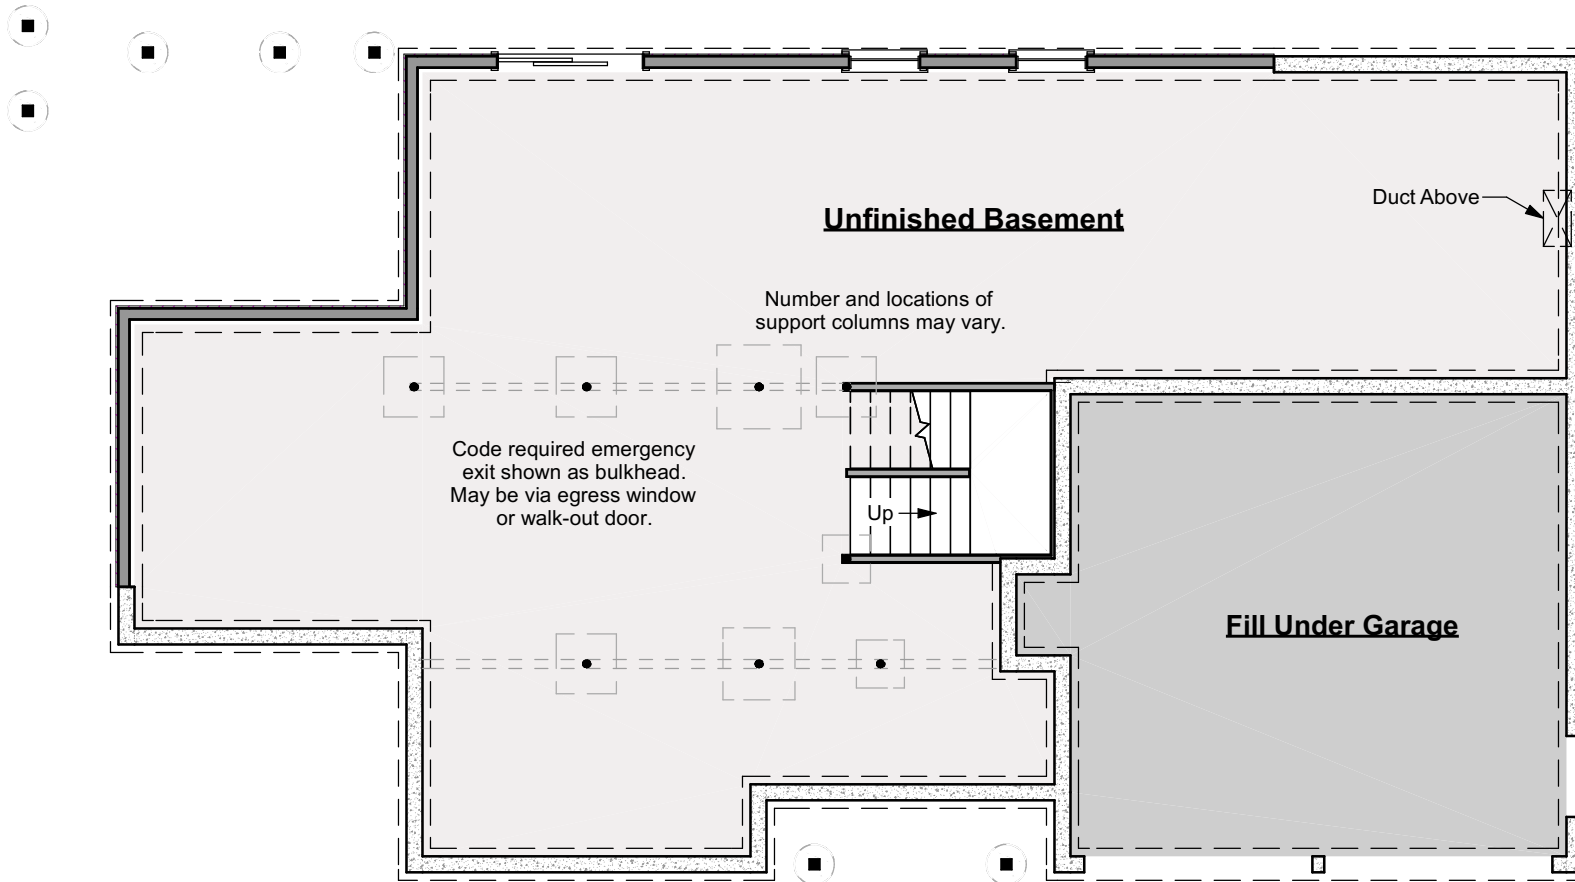 Duct Above
Unfinished Basement
Number and locations of
support columns may vary.
Code required emergency
exit shown as bulkhead.
May be via egress window
or walk-out door.
Up
Fill Under Garage